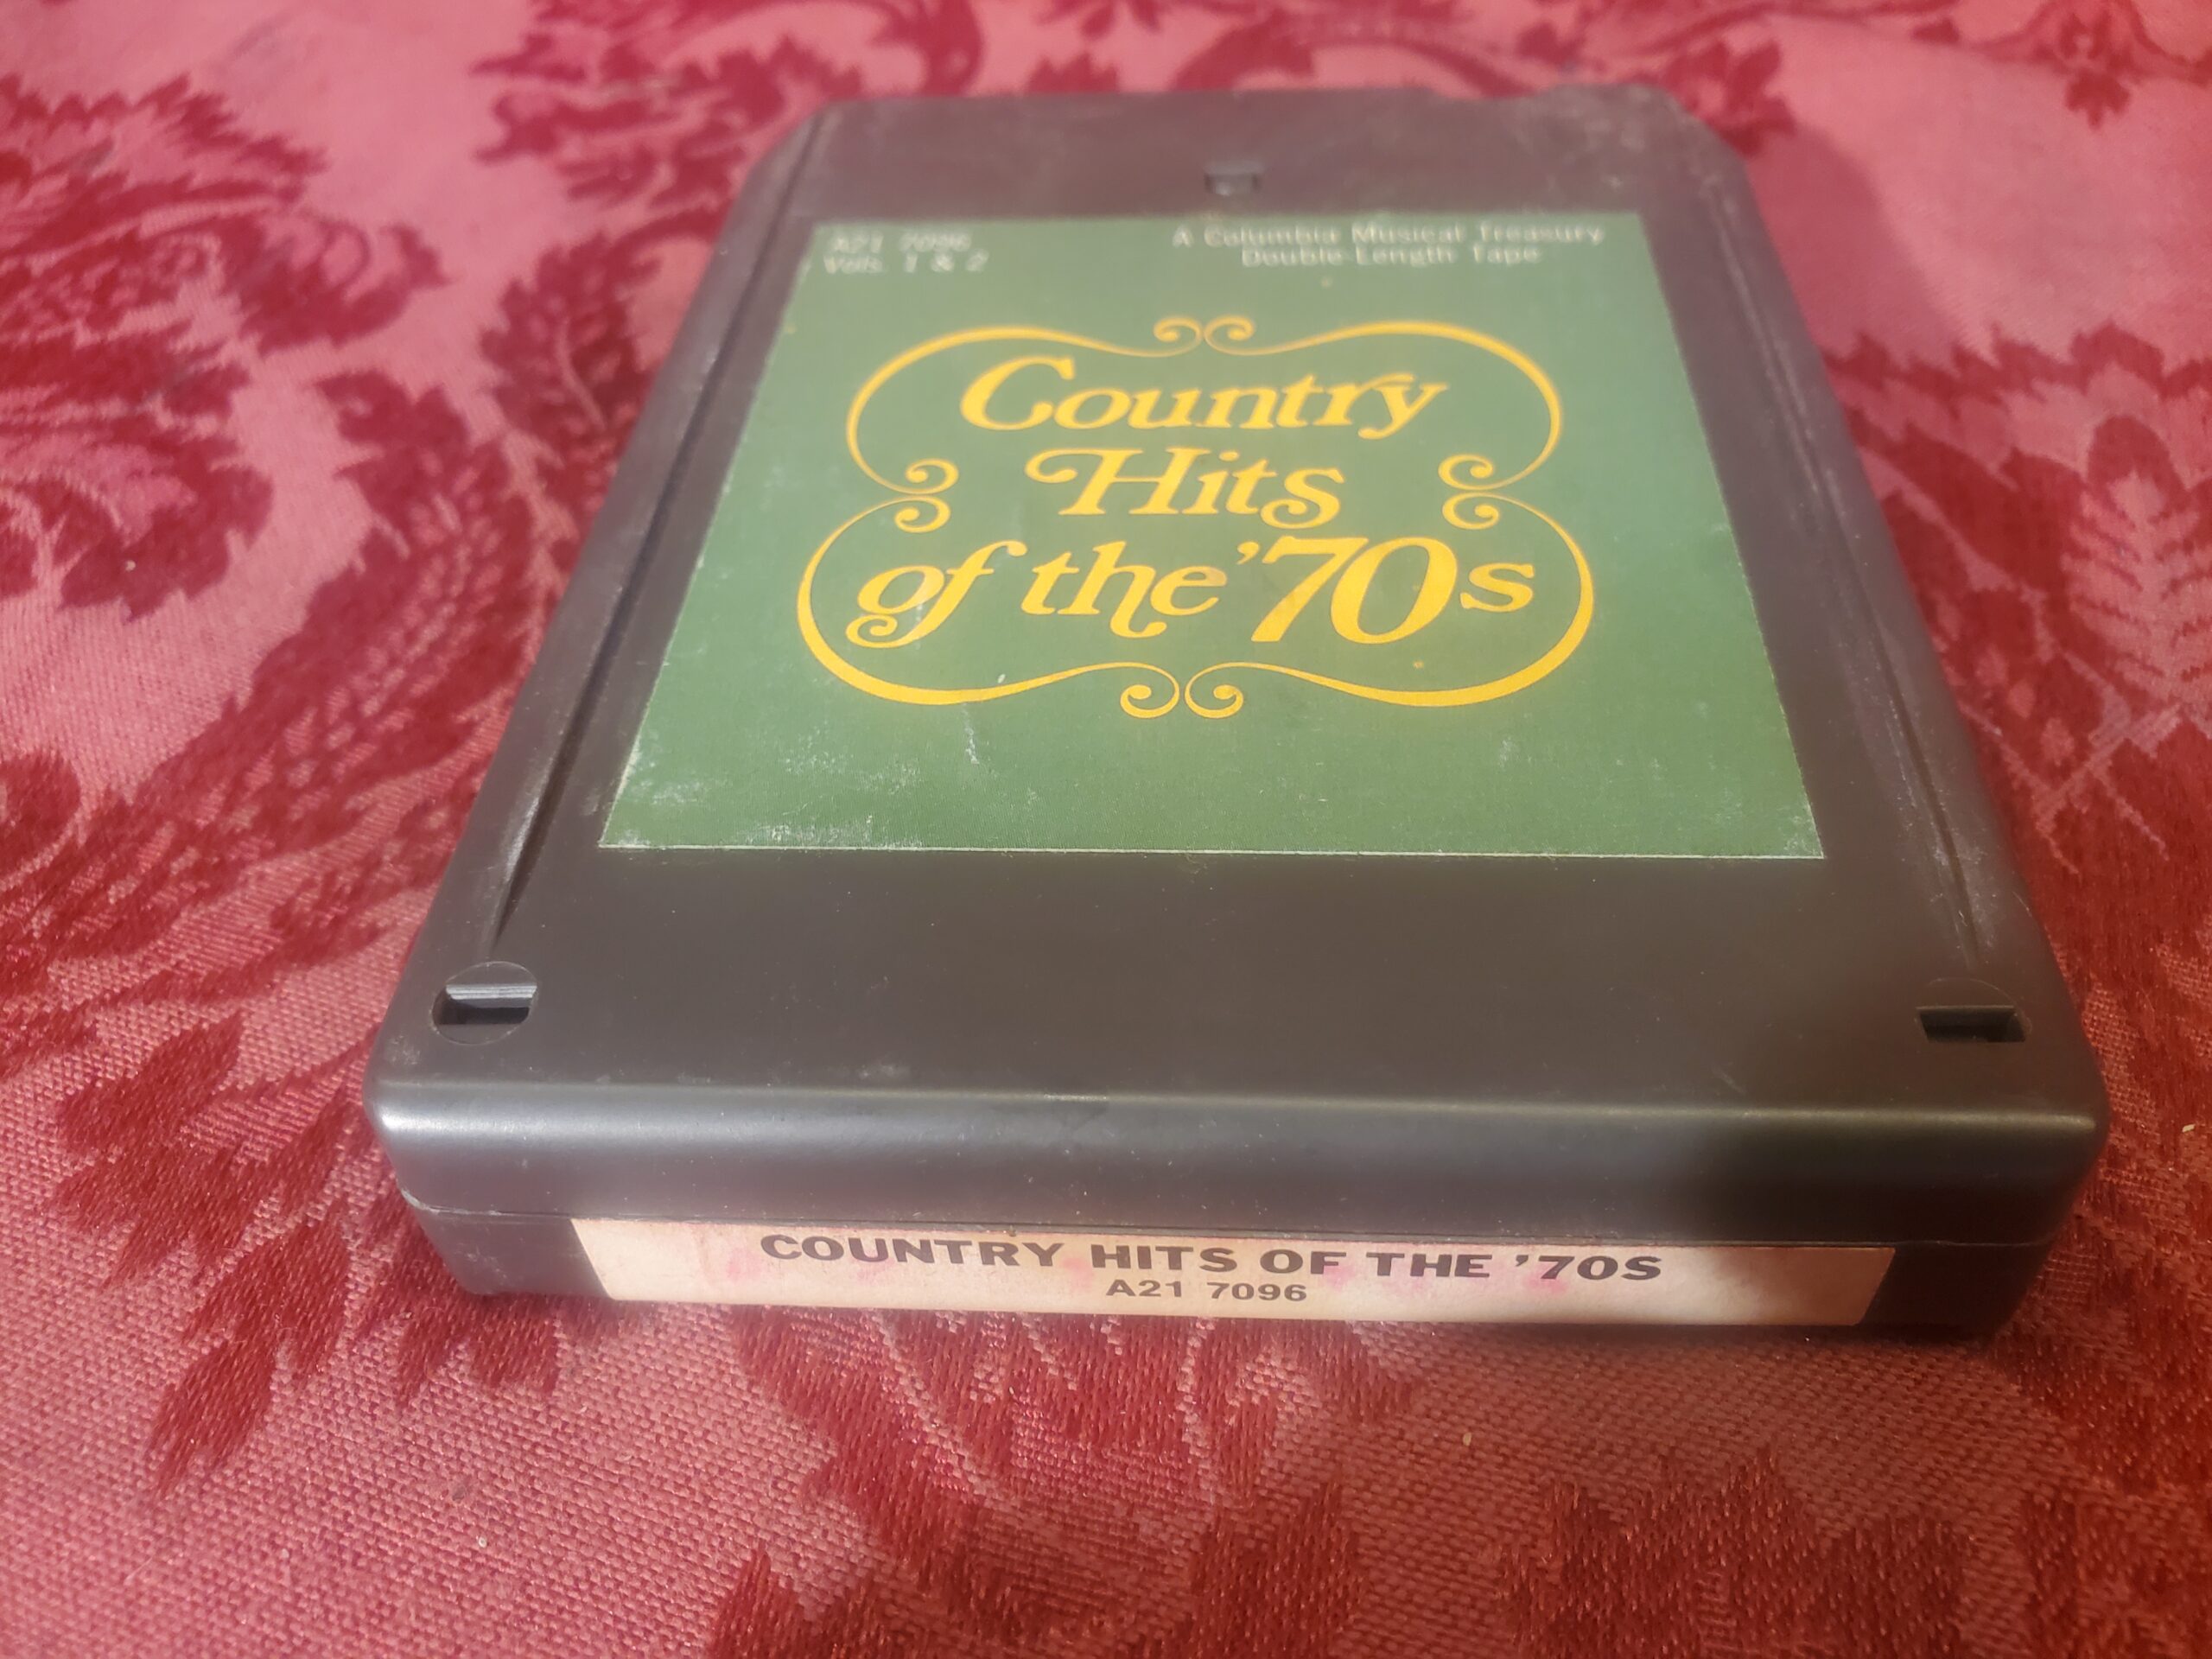 A21 7096
Vols. 1 & 2
A Columbia Musical Treasury
Double-Length Tape
Country
Hits
of the '70s
COUNTRY HITS OF THE '70S
A21 7096